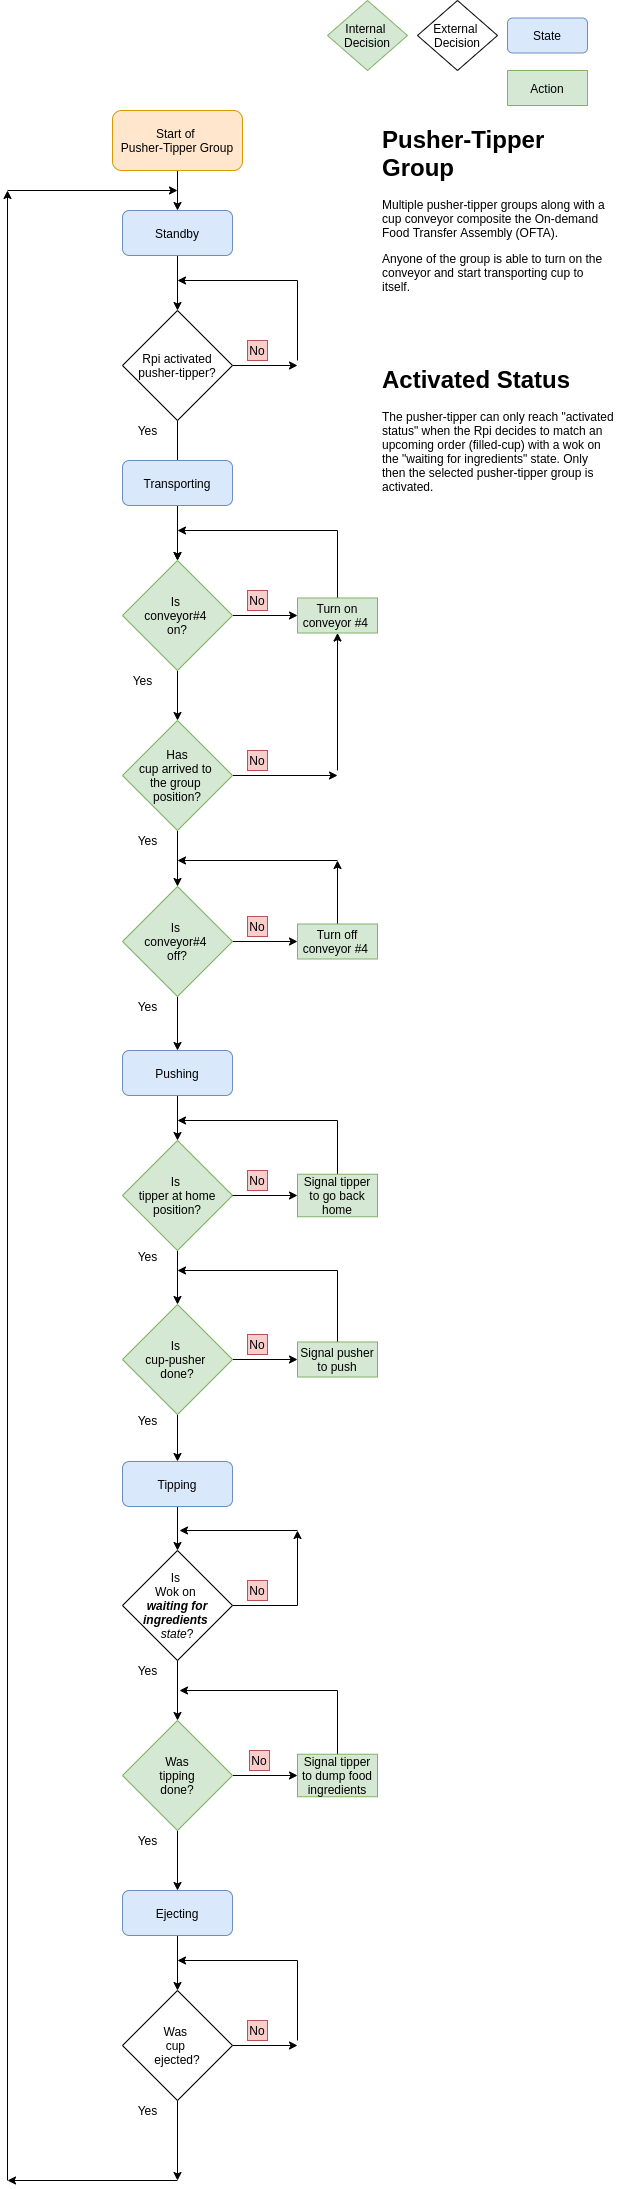 Internal
Decision
External
Decision
State
Action
Start of
Pusher-Tipper Group
Pusher-Tipper
Group
Multiple pusher-tipper groups along with a
cup conveyor composite the On-demand
Food Transfer Assembly (OFTA).
Anyone of the group is able to turn on the
conveyor and start transporting cup to
itself.
Standby
Rpi activated
pusher-tipper?
No
Yes
Activated Status
The pusher-tipper can only reach "activated
status" when the Rpi decides to match an
upcoming order (filled-cup) with a wok on
the "waiting for ingredients" state. Only
then the selected pusher-tipper group is
activated.
Transporting
Is
conveyor#4
on?
No
Turn on
conveyor #4
Yes
Has
cup arrived to
the group
position?
No
Yes
Is
conveyor#4
off?
No
Turn off
conveyor #4
Yes
Pushing
Is
tipper at home
position?
No
Signal tipper
to go back
home
Yes
Is
cup-pusher
done?
No
Signal pusher
to push
Yes
Tipping
Is
Wok on
waiting for
ingredients
state?
No
Yes
Was
tipping
done?
No
Signal tipper
to dump food
ingredients
Yes
Ejecting
Was
cup
ejected?
No
Yes